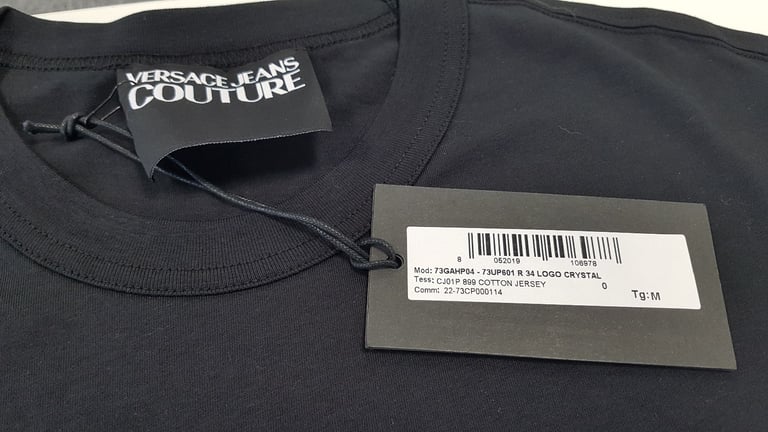 VERSACE JEANS
COUTURE
8 052019 106978
Mod: 73GAHP04 - 73UP601 R 34 LOGO CRYSTAL
Tess: CJ01P 899 COTTON JERSEY 0
Comm: 22-73CP000114 Tg:M